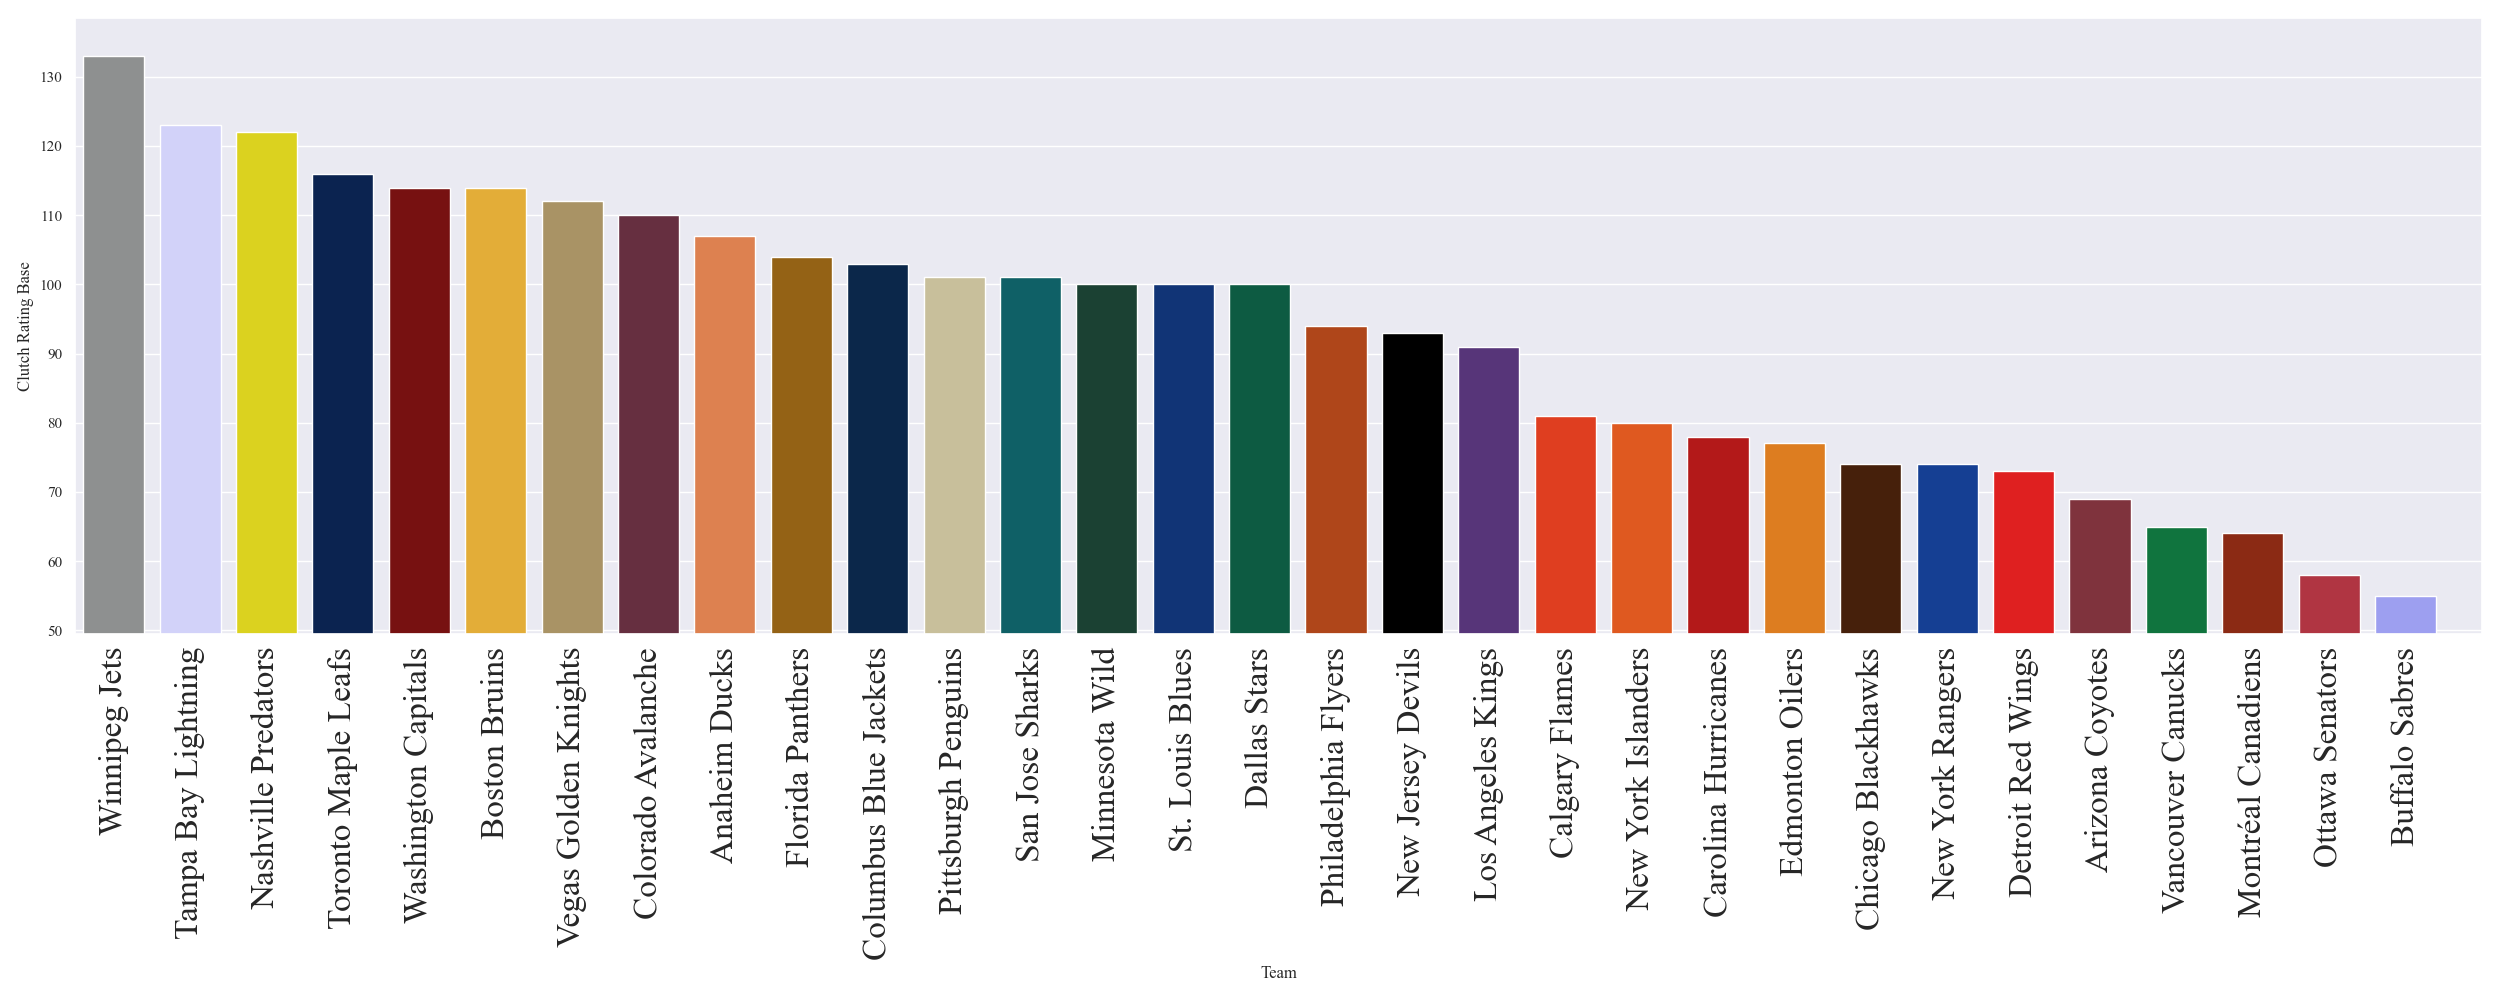 Clutch Rating Base
130
120
110
100
90
80
70
60
50
Winnipeg Jets
Tampa Bay Lightning
Nashville Predators
Toronto Maple Leafs
Washington Capitals
Boston Bruins
Vegas Golden Knights
Colorado Avalanche
Anaheim Ducks
Florida Panthers
Columbus Blue Jackets
Pittsburgh Penguins
San Jose Sharks
Minnesota Wild
St. Louis Blues
Dallas Stars
Philadelphia Flyers
New Jersey Devils
Los Angeles Kings
Calgary Flames
New York Islanders
Carolina Hurricanes
Edmonton Oilers
Chicago Blackhawks
New York Rangers
Detroit Red Wings
Arizona Coyotes
Vancouver Canucks
Montréal Canadiens
Ottawa Senators
Buffalo Sabres
Team